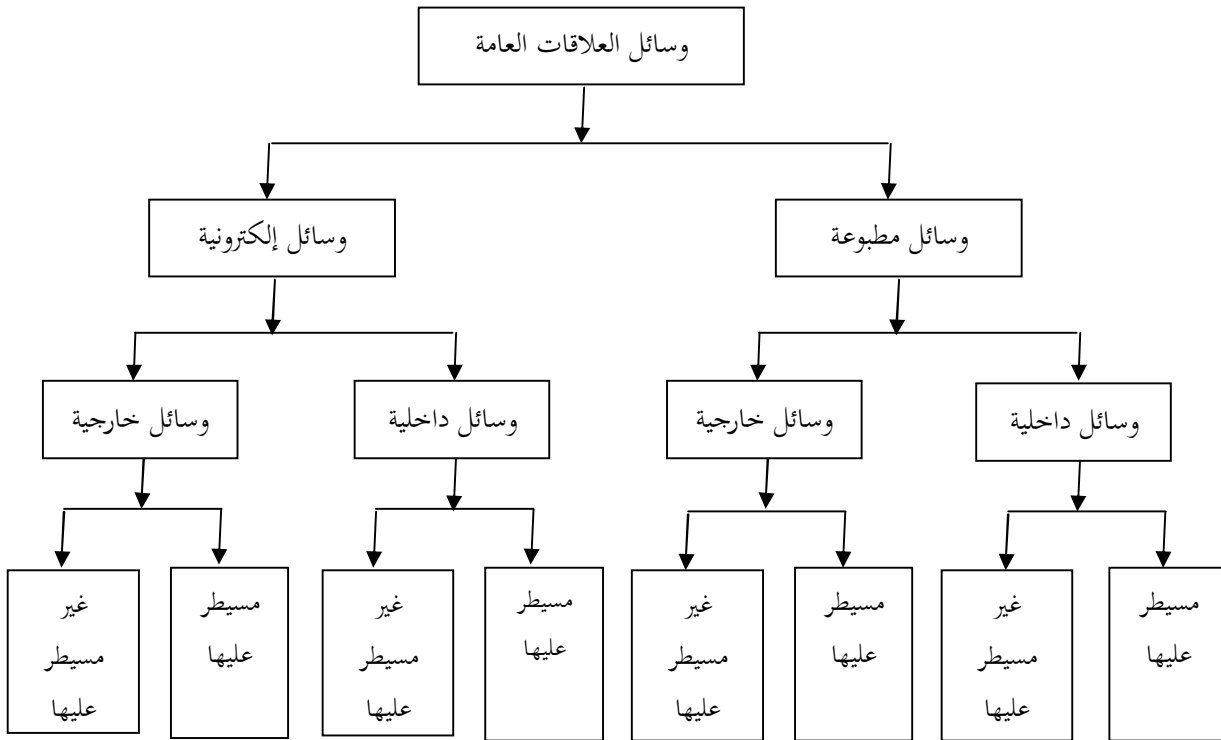 وسائل العلاقات العامة
وسائل مطبوعة
وسائل إلكترونية
وسائل داخلية
وسائل خارجية
وسائل داخلية
وسائل خارجية
مسيطر
عليها
غير
مسيطر
عليها
مسيطر
عليها
غير
مسيطر
عليها
مسيطر
عليها
غير
مسيطر
عليها
مسيطر
عليها
غير
مسيطر
عليها